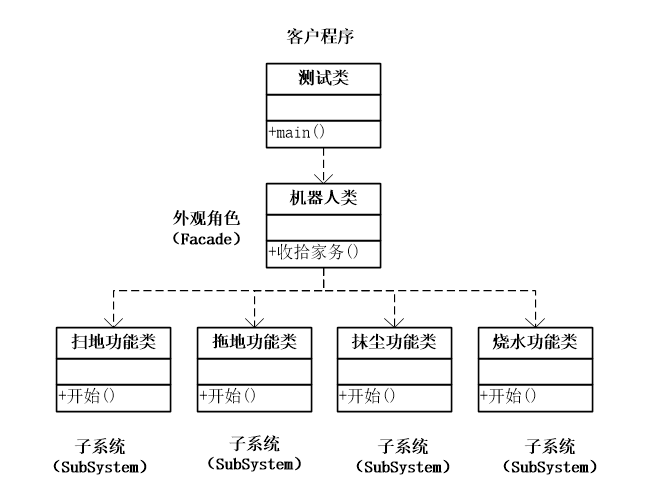 客户程序
测试类
+main()
机器人类
外观角色
（Facade）
+收拾家务()
扫地功能类 拖地功能类 抹尘功能类 烧水功能类
+开始() +开始() +开始() +开始()
子系统 子系统 子系统 子系统
（SubSystem） （SubSystem） （SubSystem） （SubSystem）